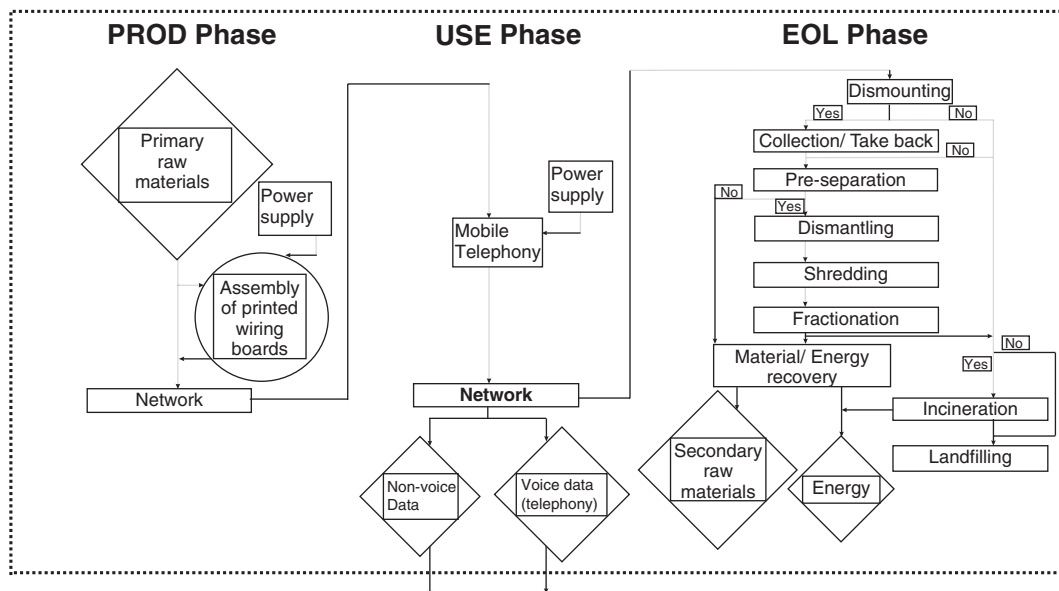 PROD Phase
USE Phase
EOL Phase
Primary
raw
materials
Power
supply
Assembly
of printed
wiring
boards
Network
Power
supply
Mobile
Telephony
Network
Non-voice
Data
Voice data
(telephony)
Dismounting
Yes
No
Collection/ Take back
No
Pre-separation
No
Yes
Dismantling
Shredding
Fractionation
No
Material/ Energy
recovery
Yes
Incineration
Landfilling
Secondary
raw
materials
Energy